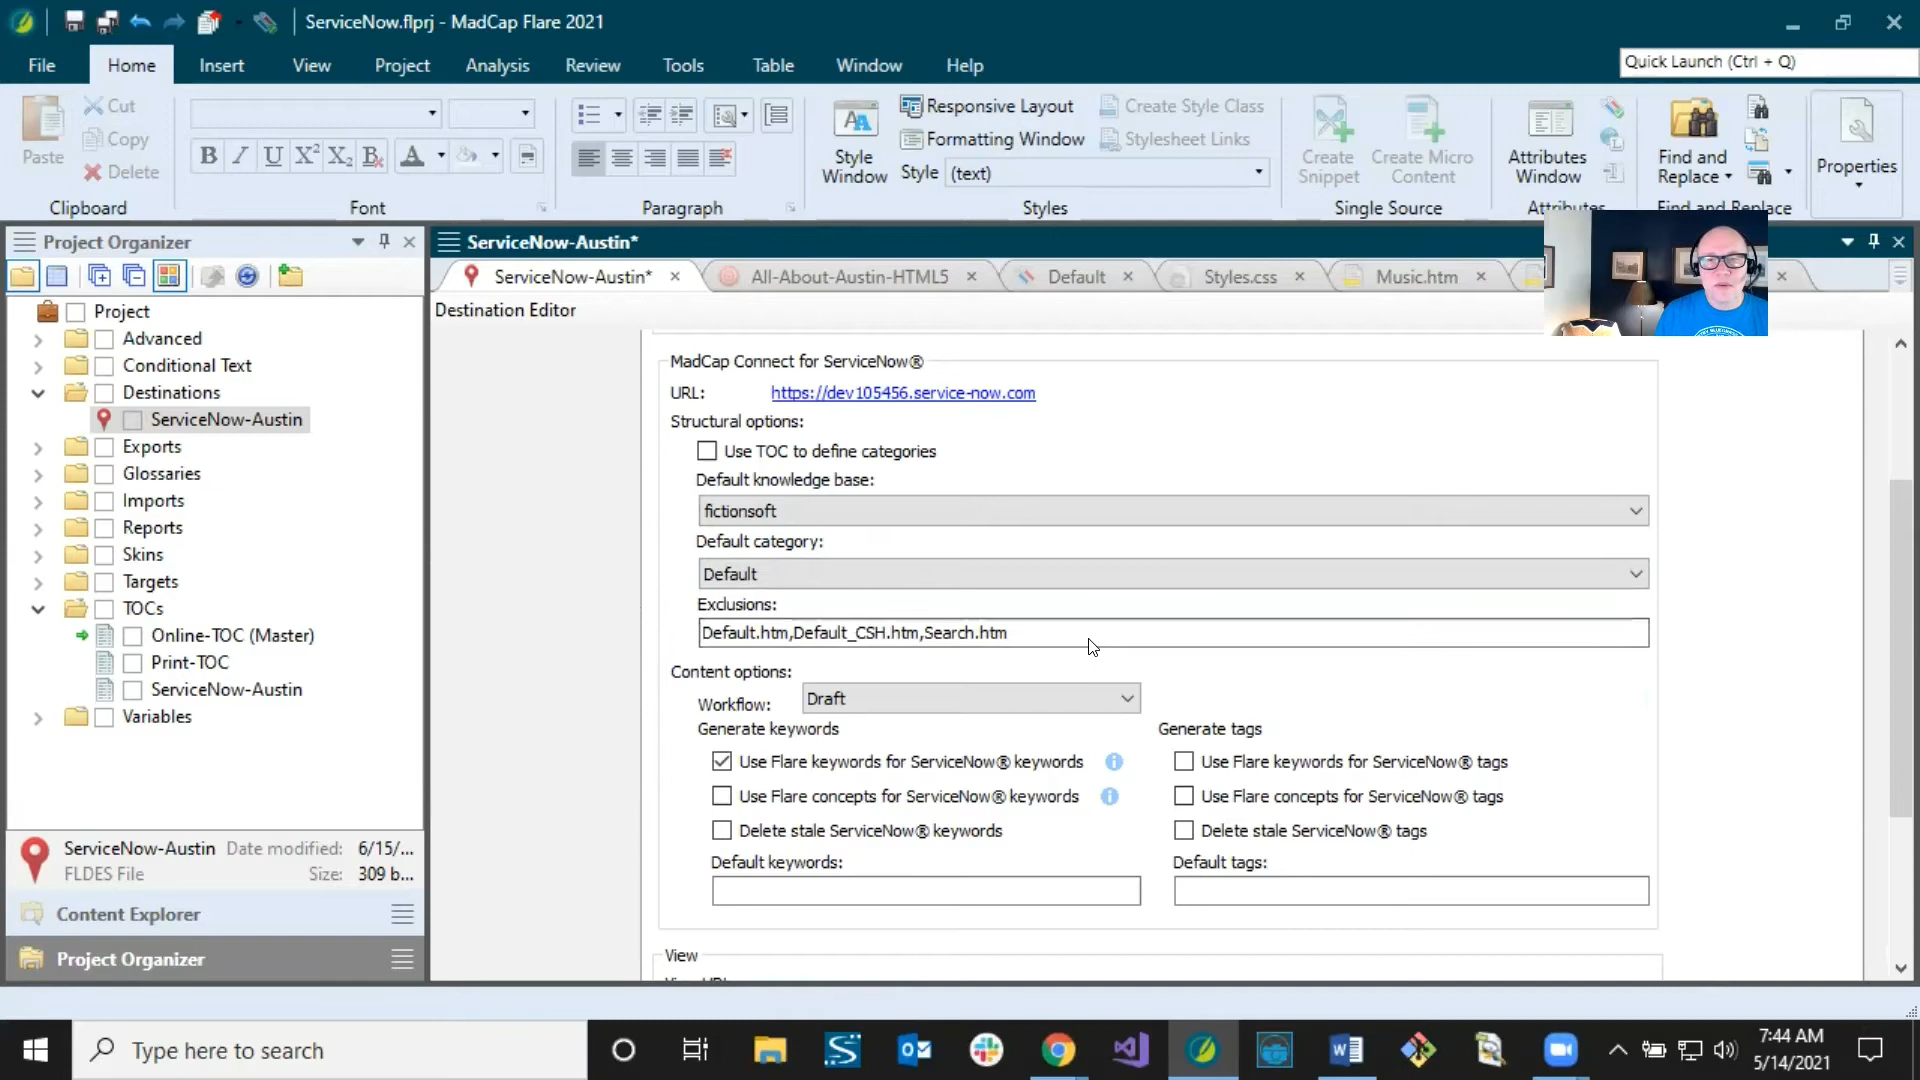 ServiceNow.flprj - MadCap Flare 2021
File Home Insert View Project Analysis Review Tools Table Window Help
Quick Launch (Ctrl + Q)
Paste
Cut
Copy
Delete
Clipboard
Font
Paragraph
Style Window
Responsive Layout
Formatting Window
Style (text)
Create Style Class
Stylesheet Links
Styles
Create Snippet
Create Micro Content
Single Source
Attributes Window
Attributes
Find and Replace
Find and Replace
Properties
Project Organizer
ServiceNow-Austin*
ServiceNow-Austin* All-About-Austin-HTML5 Default Styles.css Music.htm
Destination Editor
Project
Advanced
Conditional Text
Destinations
ServiceNow-Austin
Exports
Glossaries
Imports
Reports
Skins
Targets
TOCs
Online-TOC (Master)
Print-TOC
ServiceNow-Austin
Variables
ServiceNow-Austin Date modified: 6/15/...
FLDES File Size: 309 b...
Content Explorer
Project Organizer
MadCap Connect for ServiceNow®
URL: https://dev105456.service-now.com
Structural options:
Use TOC to define categories
Default knowledge base:
fictionsoft
Default category:
Default
Exclusions:
Default.htm,Default_CSH.htm,Search.htm
Content options:
Workflow: Draft
Generate keywords Generate tags
Use Flare keywords for ServiceNow® keywords Use Flare keywords for ServiceNow® tags
Use Flare concepts for ServiceNow® keywords Use Flare concepts for ServiceNow® tags
Delete stale ServiceNow® keywords Delete stale ServiceNow® tags
Default keywords: Default tags:
View
Type here to search
7:44 AM
5/14/2021